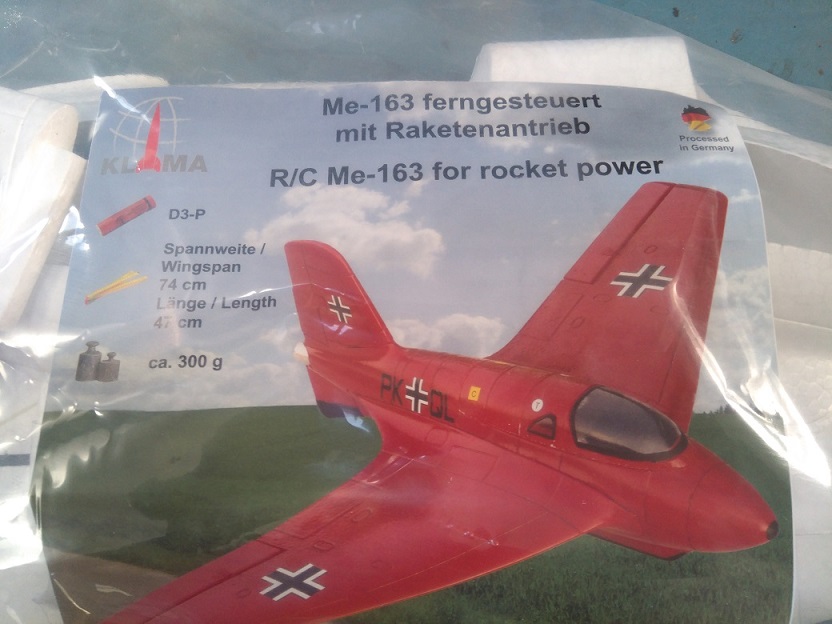 Me-163 ferngesteuert
mit Raketenantrieb
R/C Me-163 for rocket power
Processed
in Germany
KLIMA
D3-P
Spannweite /
Wingspan
74 cm
Länge / Length
47 cm
ca. 300 g
PK QL
C
T